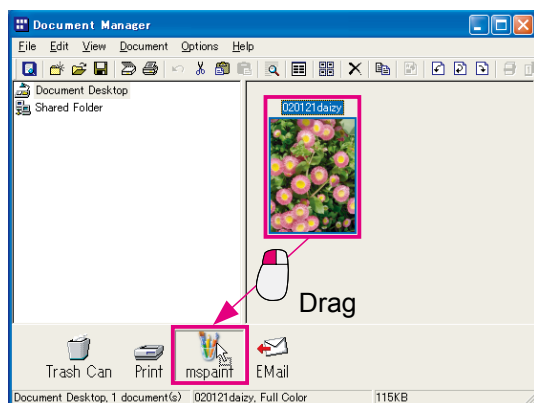 Document Manager
File Edit View Document Options Help
Document Desktop
Shared Folder
020121daizy
Drag
Trash Can Print mspaint EMail
Document Desktop, 1 document(s) 020121daizy, Full Color 115KB